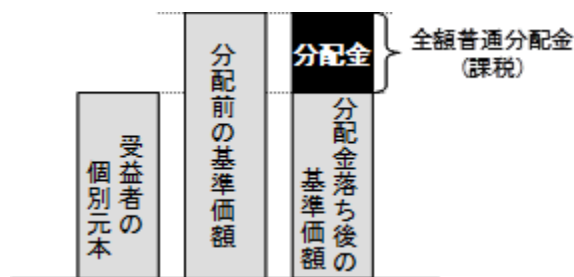 受益者の
個別元本
分配前の基準価額
分配金
分配金落ち後の
基準価額
全額普通分配金
(課税)